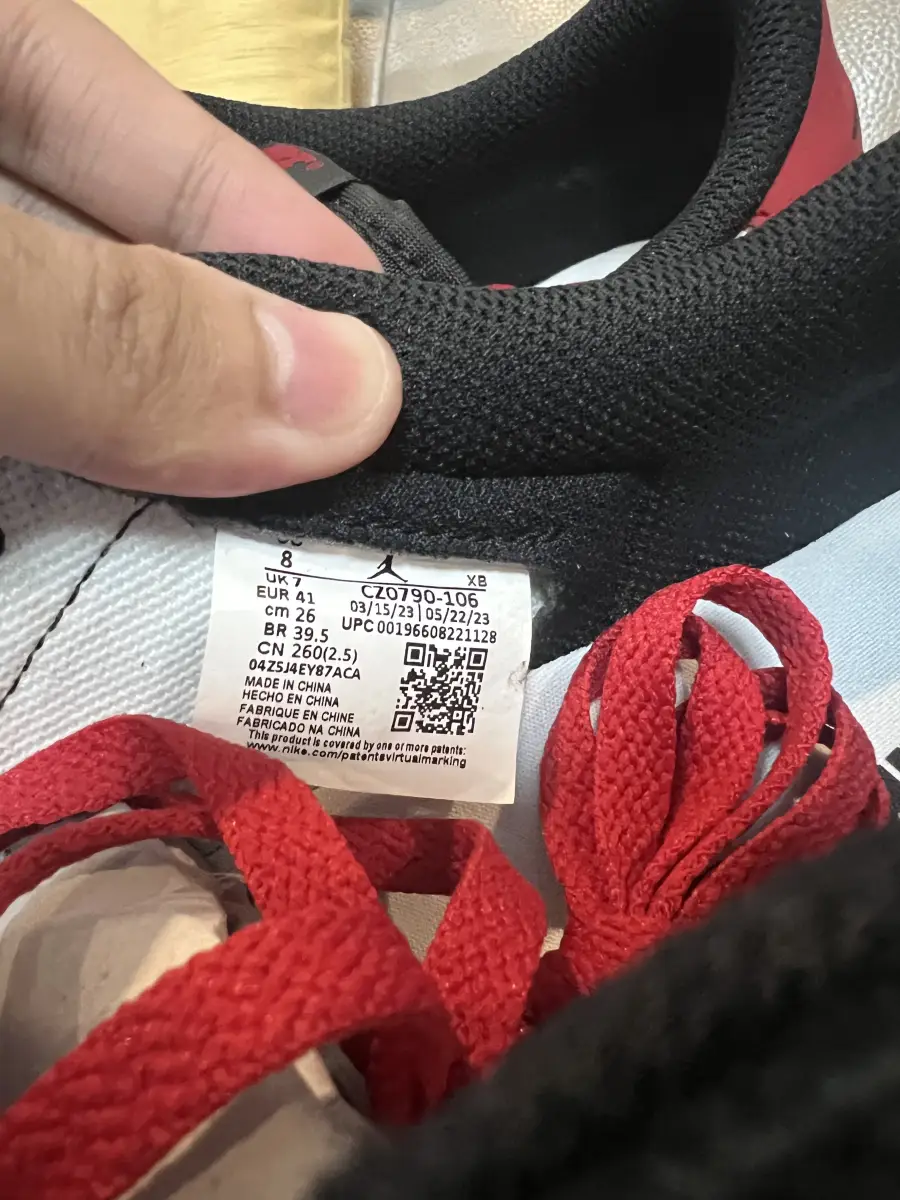 8
UK 7
EUR 41
cm 26
BR 39.5
CN 260(2.5)
XB
CZ0790-106
03/15/23 | 05/22/23
UPC 00196608221128
04ZSJ4EY87ACA
MADE IN CHINA
HECHO EN CHINA
FABRIQUE EN CHINE
FABRICADO NA CHINA
This product is covered by one or more patents:
www.nike.com/patentsvirtualmarking